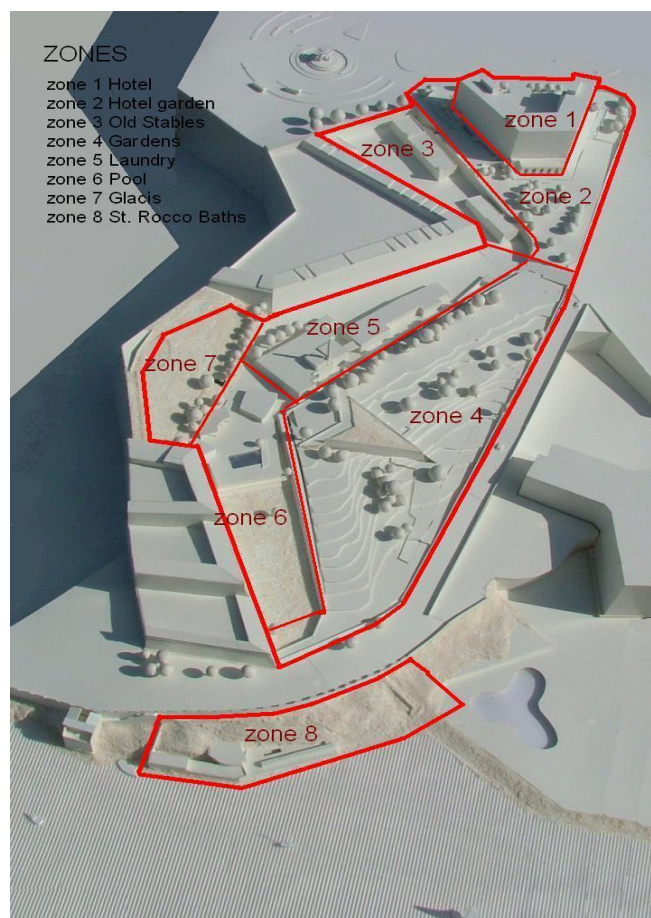 ZONES
zone 1 Hotel
zone 2 Hotel garden
zone 3 Old Stables
zone 4 Gardens
zone 5 Laundry
zone 6 Pool
zone 7 Glacis
zone 8 St. Rocco Baths
zone 1
zone 3
zone 2
zone 5
zone 7
zone 4
zone 6
zone 8